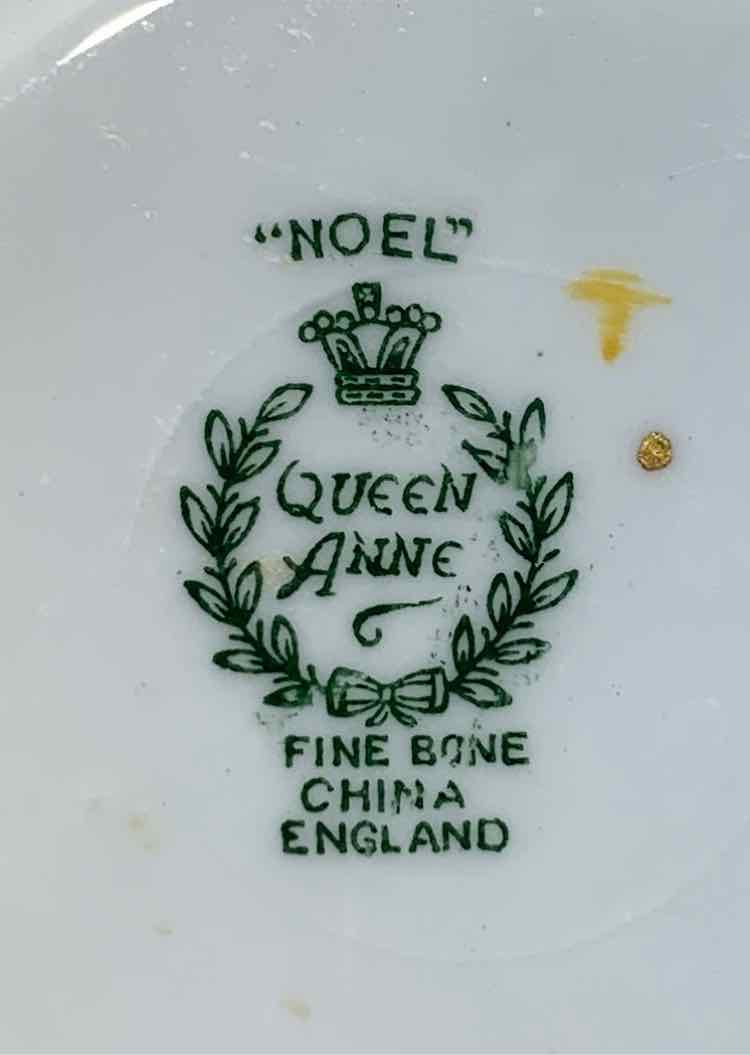 “NOEL”
QUEEN
ANNE
FINE BONE
CHINA
ENGLAND